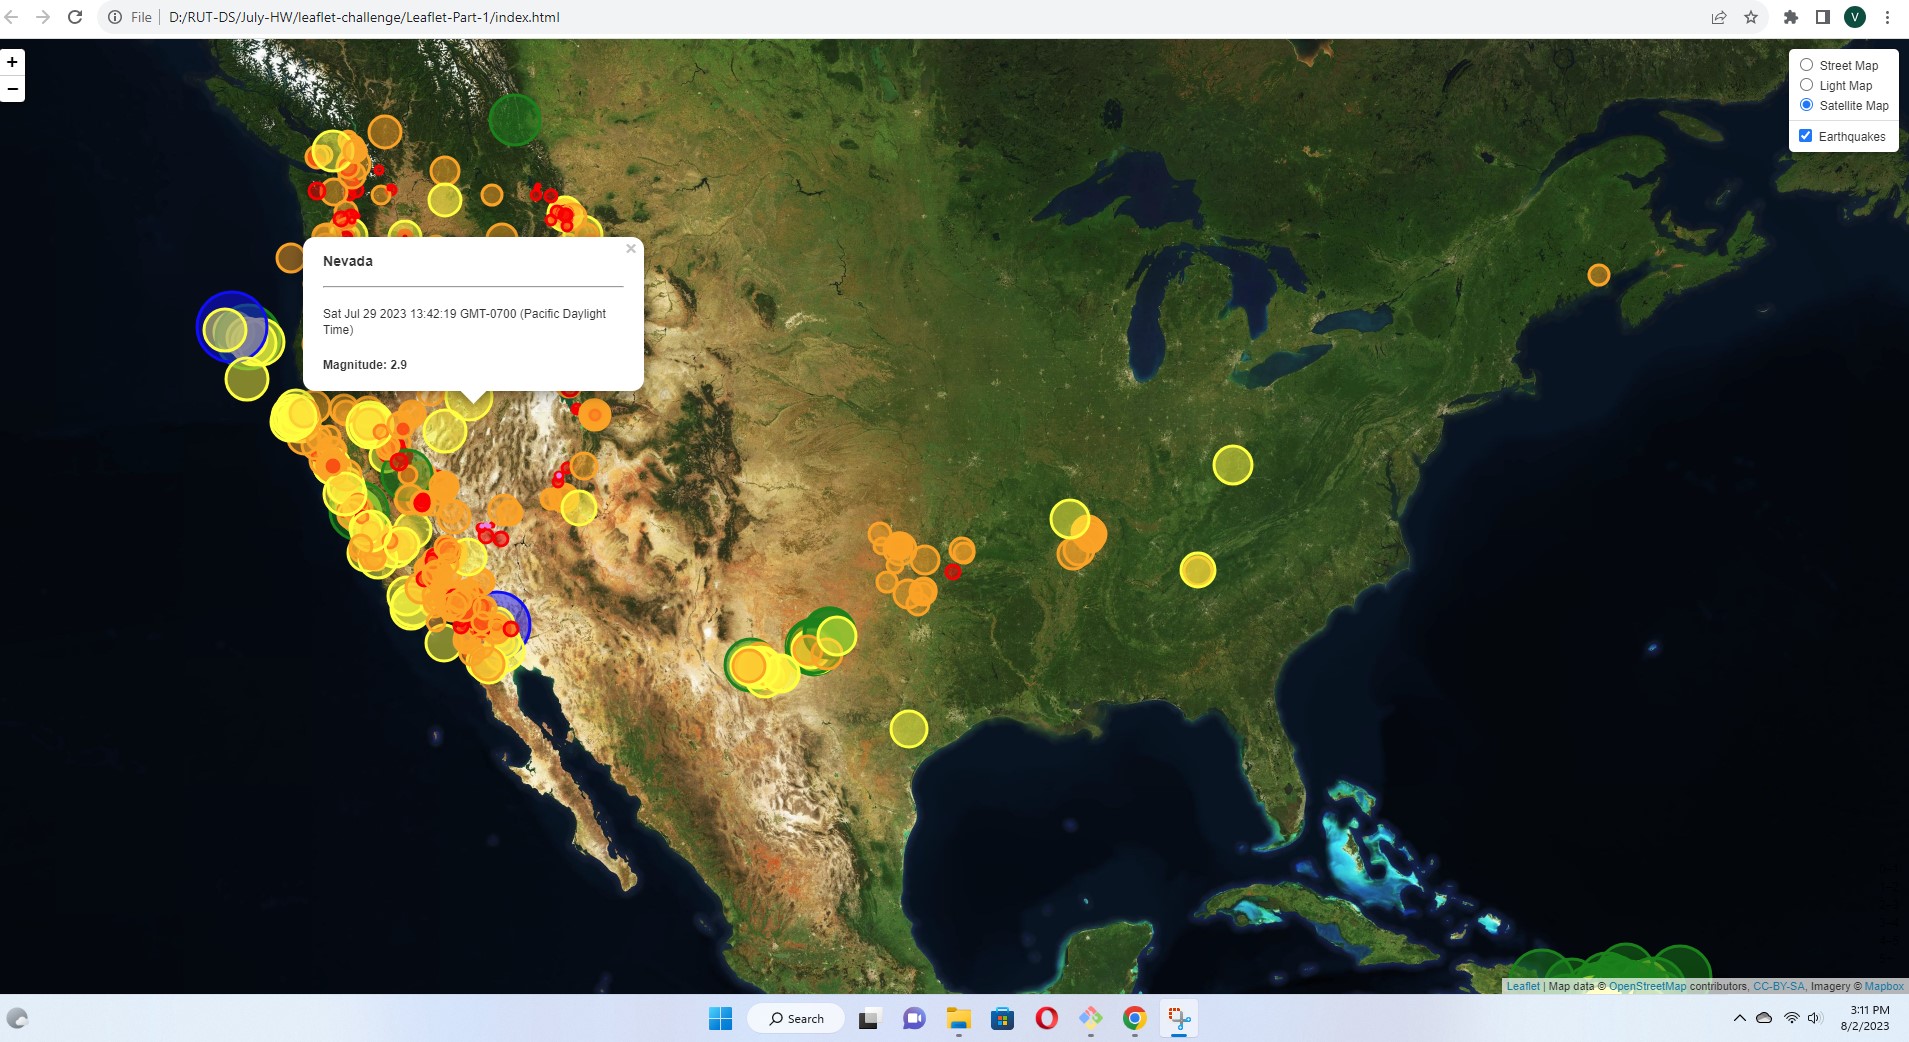 File
D:/RUT-DS/July-HW/leaflet-challenge/Leaflet-Part-1/index.html
V
+
−
Street Map
Light Map
Satellite Map
Earthquakes
×
Nevada
Sat Jul 29 2023 13:42:19 GMT-0700 (Pacific Daylight
Time)
Magnitude: 2.9
Leaflet | Map data © OpenStreetMap contributors, CC-BY-SA, Imagery © Mapbox
Search
3:11 PM
8/2/2023